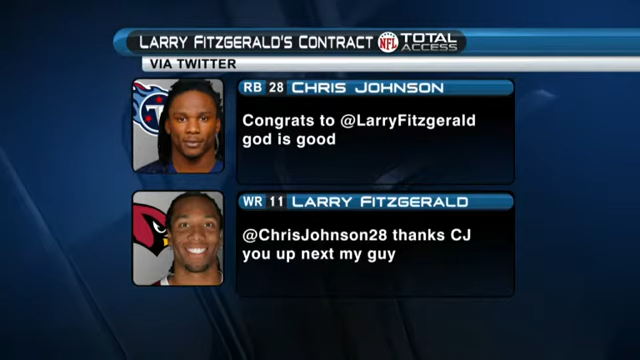 LARRY FITZGERALD'S CONTRACT NFL TOTAL ACCESS
VIA TWITTER
RB 28 CHRIS JOHNSON
Congrats to @LarryFitzgerald
god is good
WR 11 LARRY FITZGERALD
@ChrisJohnson28 thanks CJ
you up next my guy